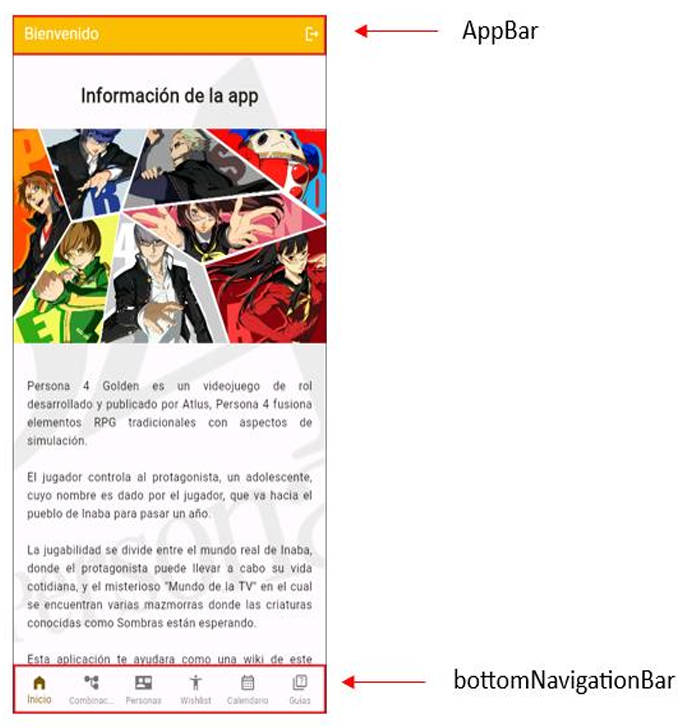 Bienvenido
AppBar
Información de la app
Persona 4 Golden es un videojuego de rol
desarrollado y publicado por Atlus, Persona 4 fusiona
elementos RPG tradicionales con aspectos de
simulación.
El jugador controla al protagonista, un adolescente,
cuyo nombre es dado por el jugador, que va hacia el
pueblo de Inaba para pasar un año.
La jugabilidad se divide entre el mundo real de Inaba,
donde el protagonista puede llevar a cabo su vida
cotidiana, y el misterioso "Mundo de la TV" en el cual
se encuentran varias mazmorras donde las criaturas
conocidas como Sombras están esperando.
Esta aplicación te ayudara como una wiki de este
Inicio
Combinac...
Personas
Wishlist
Calendario
Guías
bottomNavigationBar